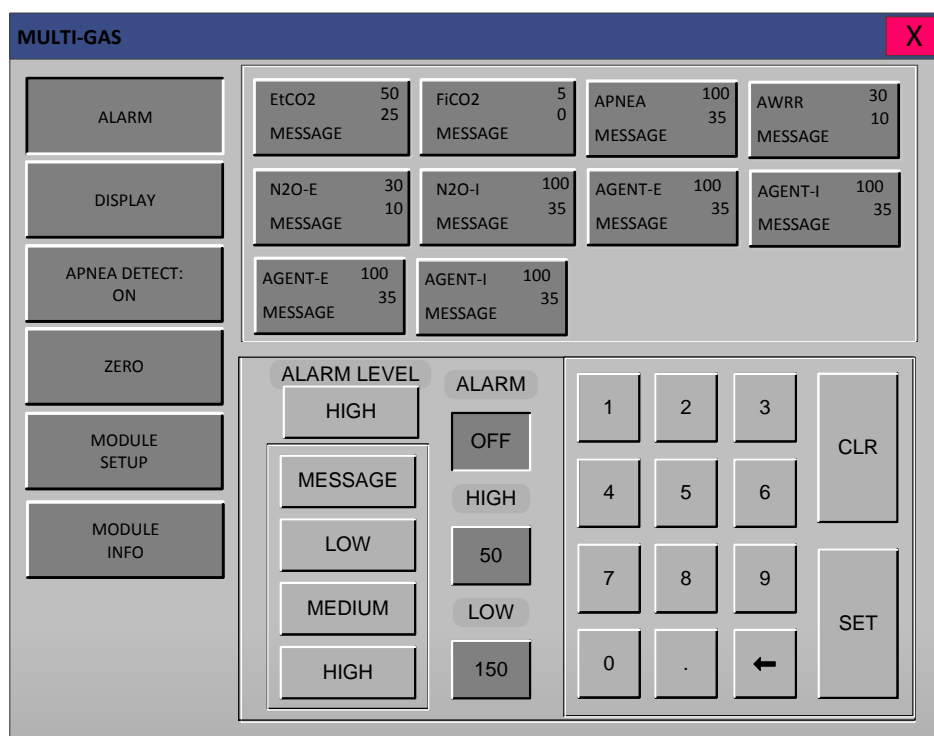 MULTI-GAS
X
ALARM
DISPLAY
APNEA DETECT:
ON
ZERO
MODULE
SETUP
MODULE
INFO
EtCO2 50
25
MESSAGE
FiCO2 5
0
MESSAGE
APNEA 100
35
MESSAGE
AWRR 30
10
MESSAGE
N2O-E 30
10
MESSAGE
N2O-I 100
35
MESSAGE
AGENT-E 100
35
MESSAGE
AGENT-I 100
35
MESSAGE
AGENT-E 100
35
MESSAGE
AGENT-I 100
35
MESSAGE
ALARM LEVEL
HIGH
MESSAGE
LOW
MEDIUM
HIGH
ALARM
OFF
HIGH
50
LOW
150
1 2 3
4 5 6
7 8 9
0 . ←
CLR
SET